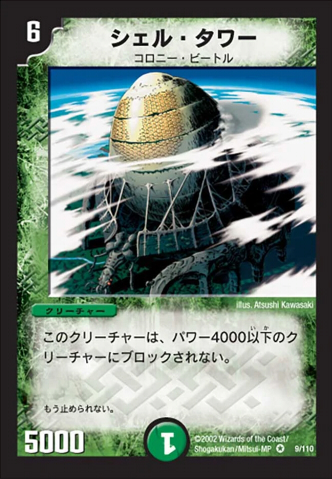 6
シェル・タワー
コロニー・ビートル
illus. Atsushi Kawasaki
クリーチャー
このクリーチャーは、パワー4000以下のク
リーチャーにブロックされない。
もう止められない。
5000
1
©2002 Wizards of the Coast/
Shogakukan/Mitsui-MP ✪ 9/110